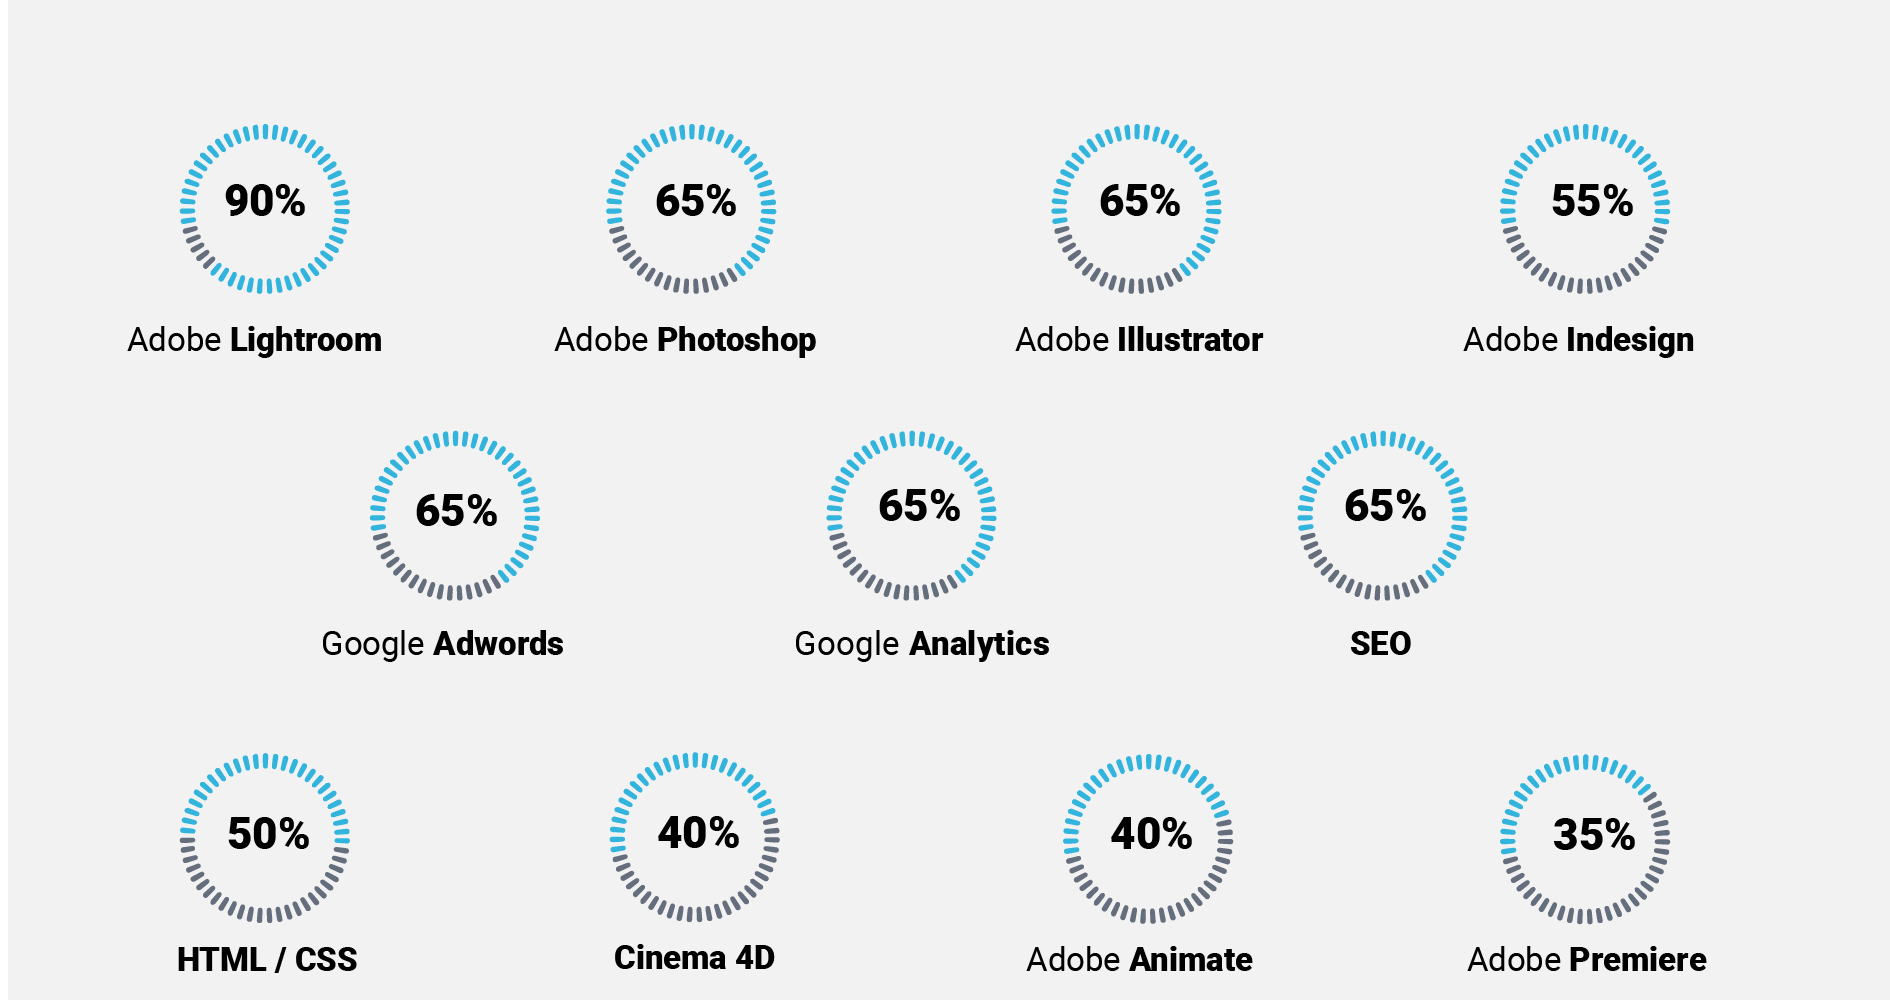 90% 65% 65% 55%
Adobe Lightroom Adobe Photoshop Adobe Illustrator Adobe Indesign
65% 65% 65%
Google Adwords Google Analytics SEO
50% 40% 40% 35%
HTML / CSS Cinema 4D Adobe Animate Adobe Premiere